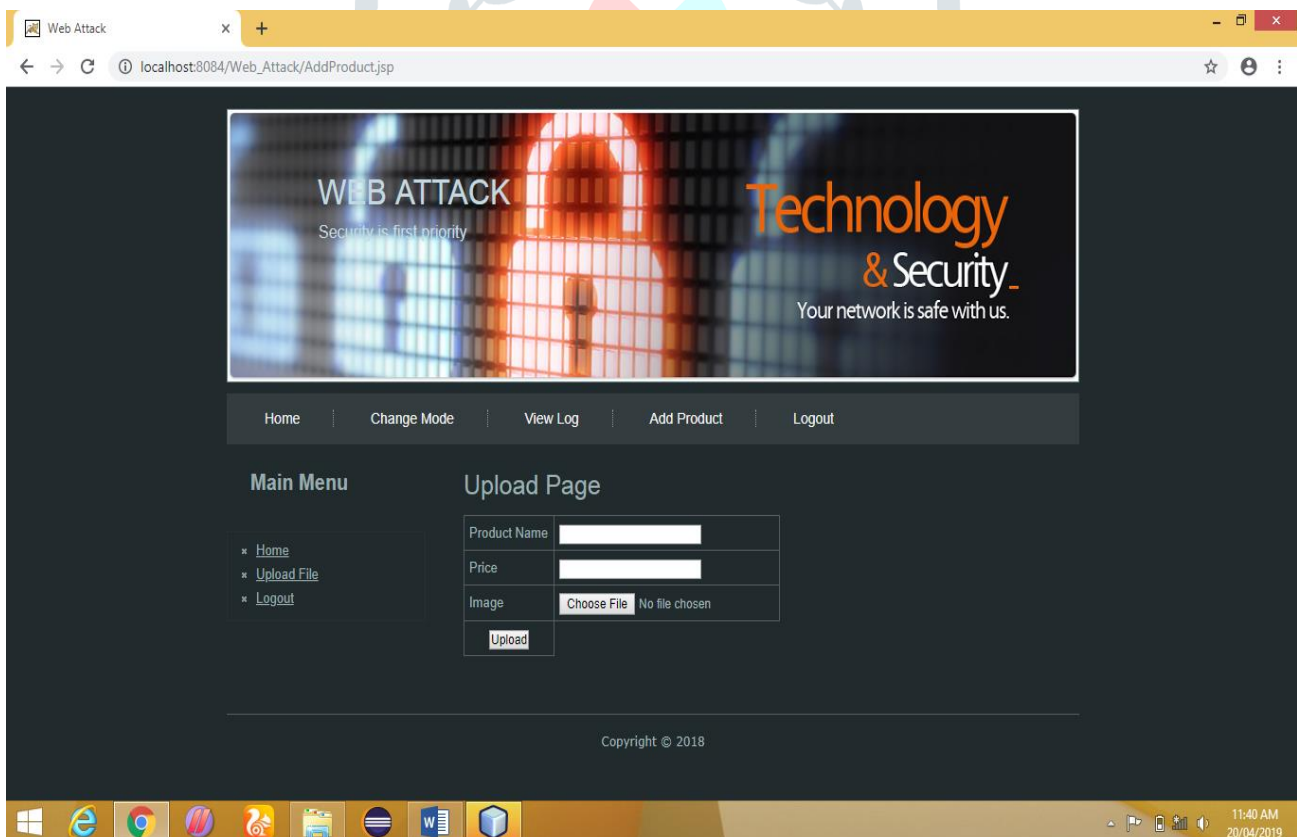 Web Attack
localhost:8084/Web_Attack/AddProduct.jsp
WEB ATTACK
Security is first priority
Technology
& Security_
Your network is safe with us.
Home Change Mode View Log Add Product Logout
Main Menu
Home
Upload File
Logout
Upload Page
Product Name
Price
Image Choose File No file chosen
Upload
Copyright © 2018
11:40 AM
20/04/2019